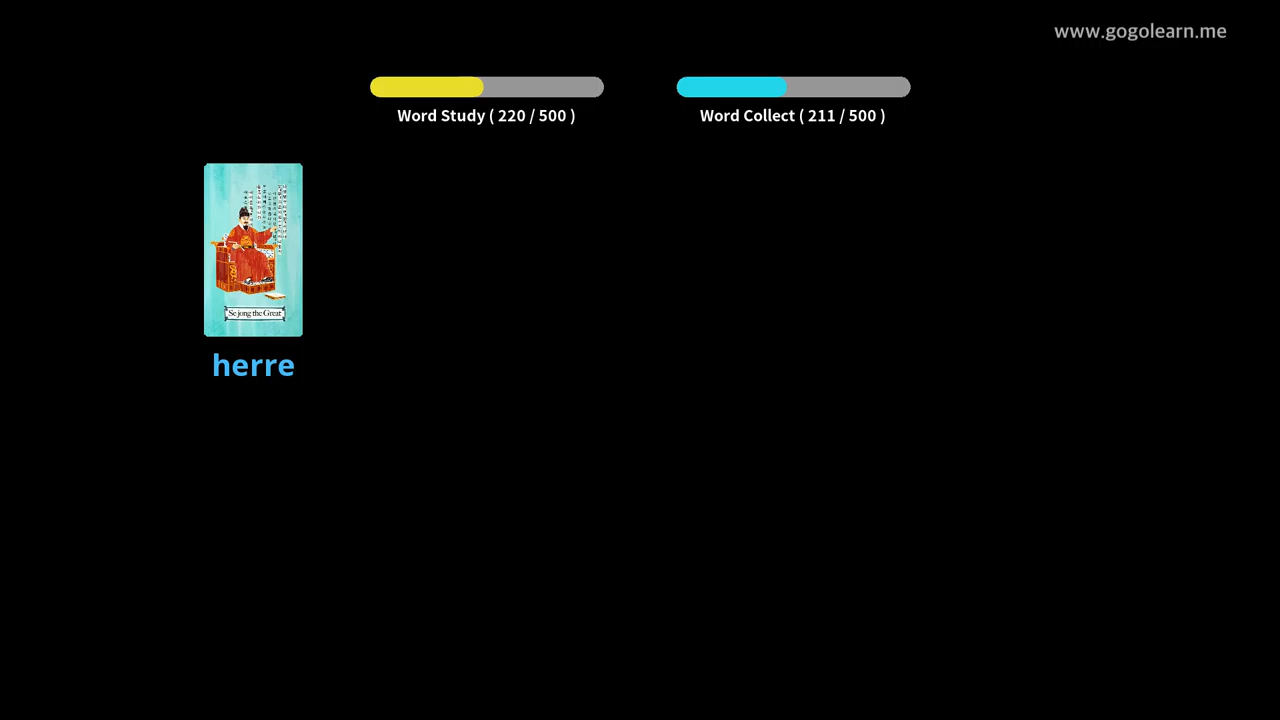 www.gogolearn.me
Word Study ( 220 / 500 )
Word Collect ( 211 / 500 )
Se jong the Great
herre